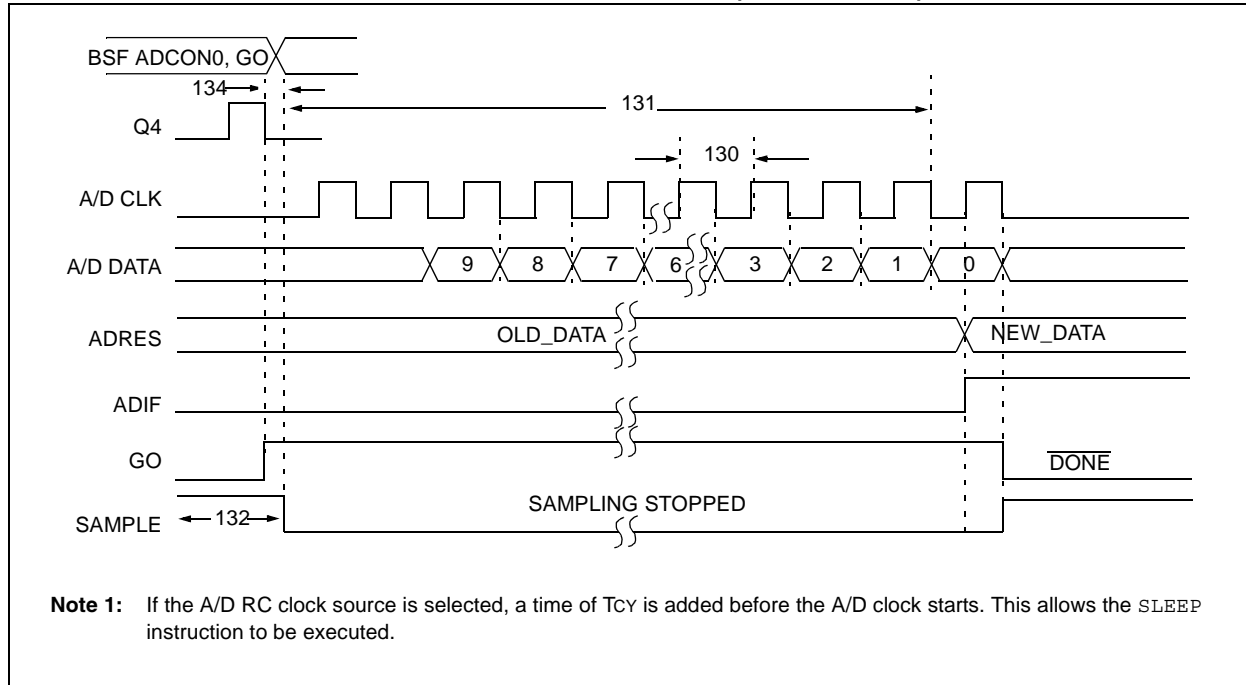 BSF ADCON0, GO
134
131
Q4
130
A/D CLK
A/D DATA 9 8 7 6 3 2 1 0
ADRES OLD_DATA NEW_DATA
ADIF
GO DONE
SAMPLING STOPPED
SAMPLE 132
Note 1: If the A/D RC clock source is selected, a time of TCY is added before the A/D clock starts. This allows the SLEEP
instruction to be executed.